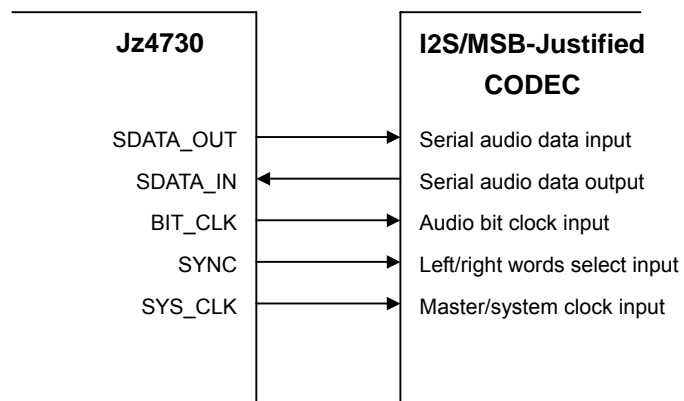 Jz4730
I2S/MSB-Justified
CODEC
SDATA_OUT
Serial audio data input
SDATA_IN
Serial audio data output
BIT_CLK
Audio bit clock input
SYNC
Left/right words select input
SYS_CLK
Master/system clock input